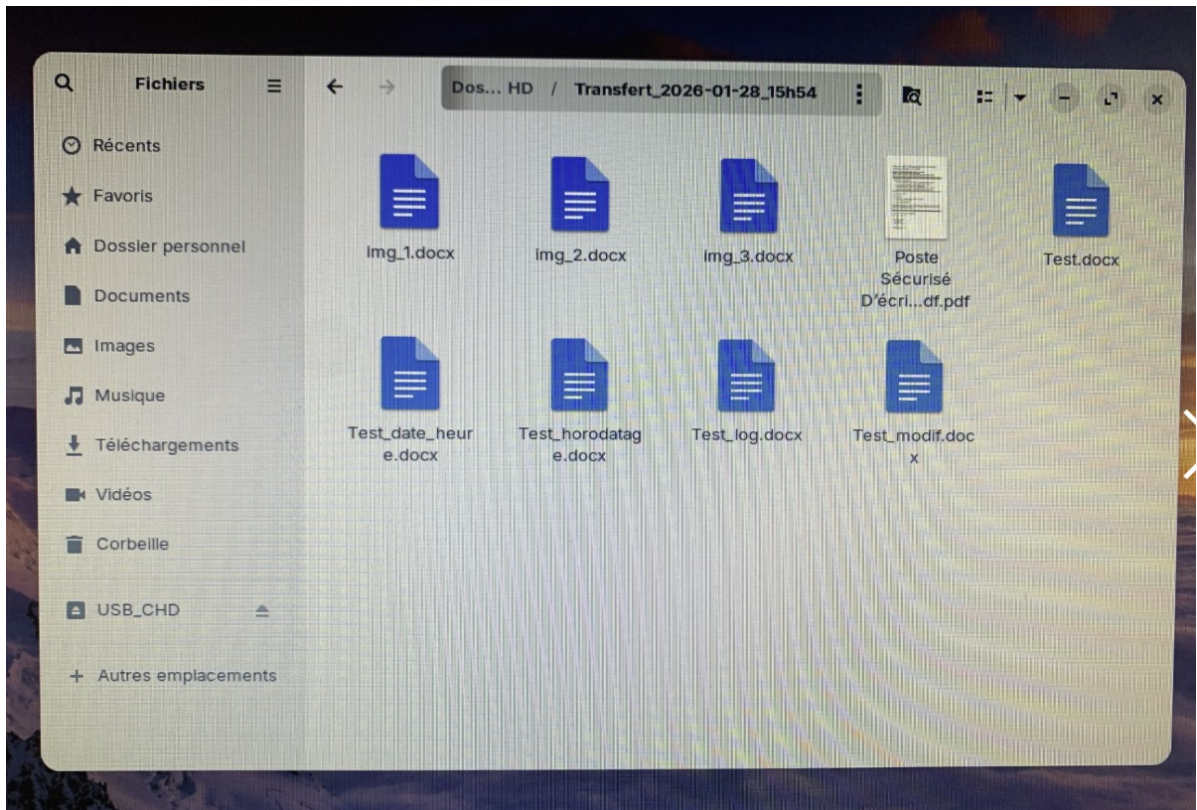 Fichiers
Dos... HD / Transfert_2026-01-28_15h54
Récents
Favoris
Dossier personnel
Documents
Images
Musique
Téléchargements
Vidéos
Corbeille
USB_CHD
+ Autres emplacements
img_1.docx
img_2.docx
img_3.docx
Poste
Sécurisé
D'écri...df.pdf
Test.docx
Test_date_heur
e.docx
Test_horodatag
e.docx
Test_log.docx
Test_modif.doc
x